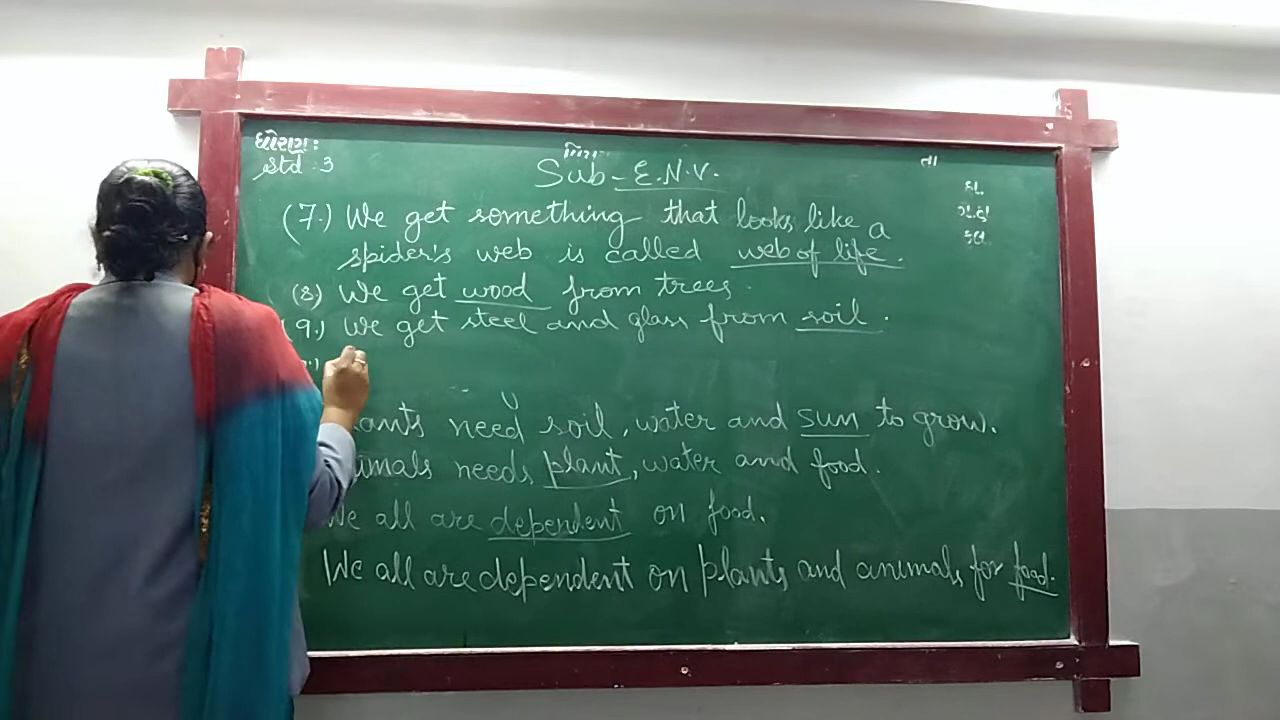 ધોરણ:
std : 3
વિષય
Sub - E.N.V.
તા
(7.) We get something that looks like a
spider's web is called web of life.
(8.) We get wood from trees.
(9.) We get steel and glass from soil.
ants need soil, water and sun to grow.
imals needs plant, water and food.
We all are dependent on food.
We all are dependent on plants and animals for food.